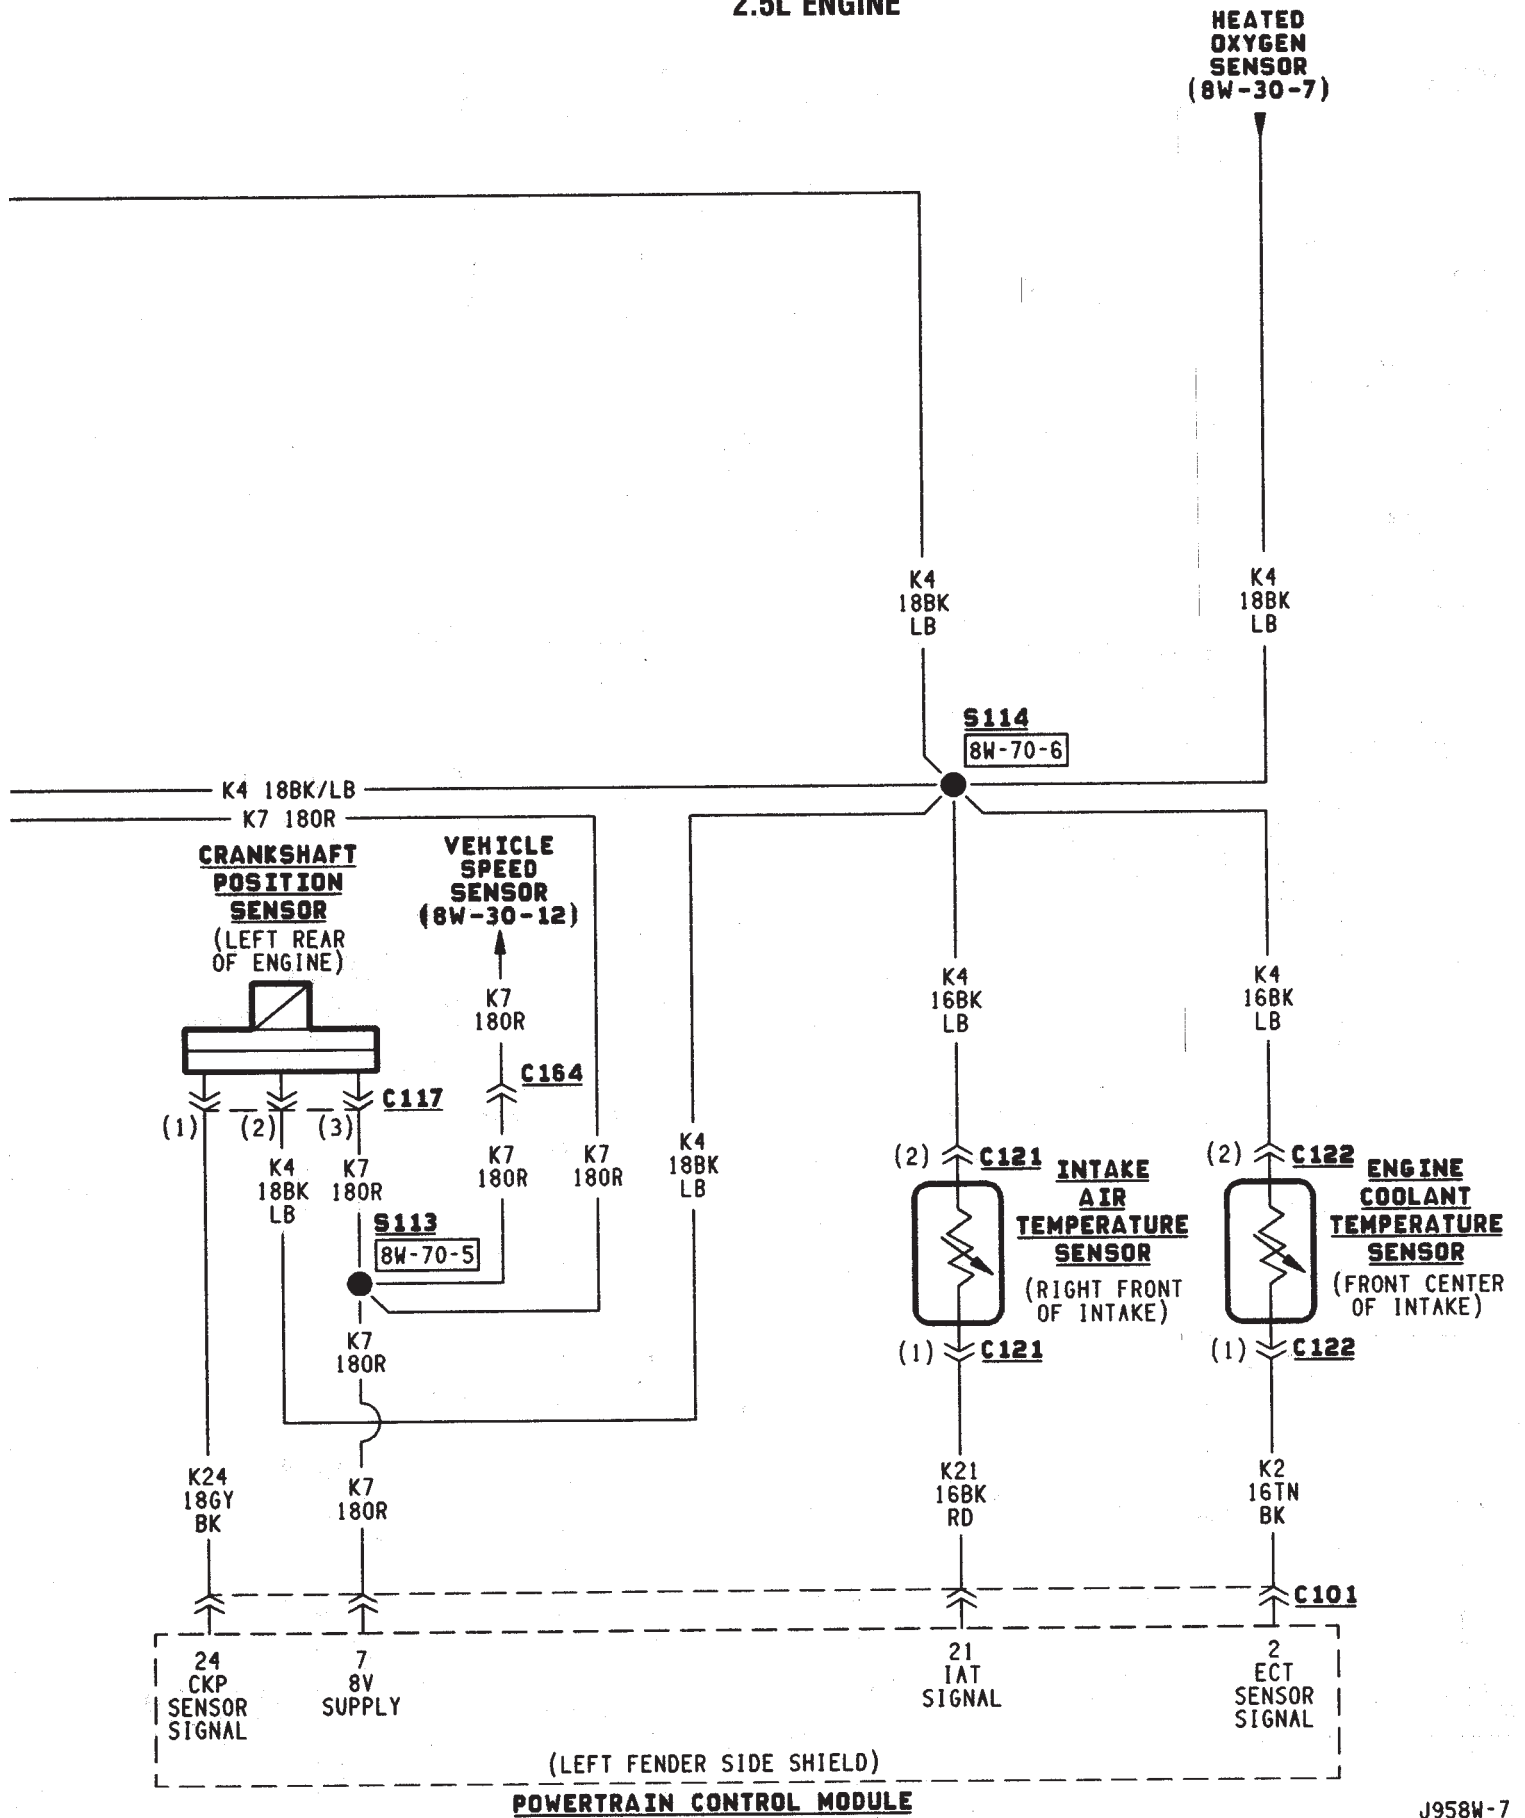 2.5L ENGINE
HEATED
OXYGEN
SENSOR
(8W-30-7)
K4
18BK
LB
K4
18BK
LB
S114
8W-70-6
K4 18BK/LB
K7 18OR
CRANKSHAFT
POSITION
SENSOR
(LEFT REAR
OF ENGINE)
VEHICLE
SPEED
SENSOR
(8W-30-12)
K7
18OR
C164
C117
(1)
(2)
(3)
K4
18BK
LB
K7
18OR
K7
18OR
K7
18OR
K4
18BK
LB
S113
8W-70-5
K7
18OR
K4
16BK
LB
K4
16BK
LB
(2)
C121
INTAKE
AIR
TEMPERATURE
SENSOR
(RIGHT FRONT
OF INTAKE)
(1)
C121
(2)
C122
ENGINE
COOLANT
TEMPERATURE
SENSOR
(FRONT CENTER
OF INTAKE)
(1)
C122
K24
18GY
BK
K7
18OR
K21
16BK
RD
K2
16TN
BK
C101
24
CKP
SENSOR
SIGNAL
7
8V
SUPPLY
21
IAT
SIGNAL
2
ECT
SENSOR
SIGNAL
(LEFT FENDER SIDE SHIELD)
POWERTRAIN CONTROL MODULE
J958W-7